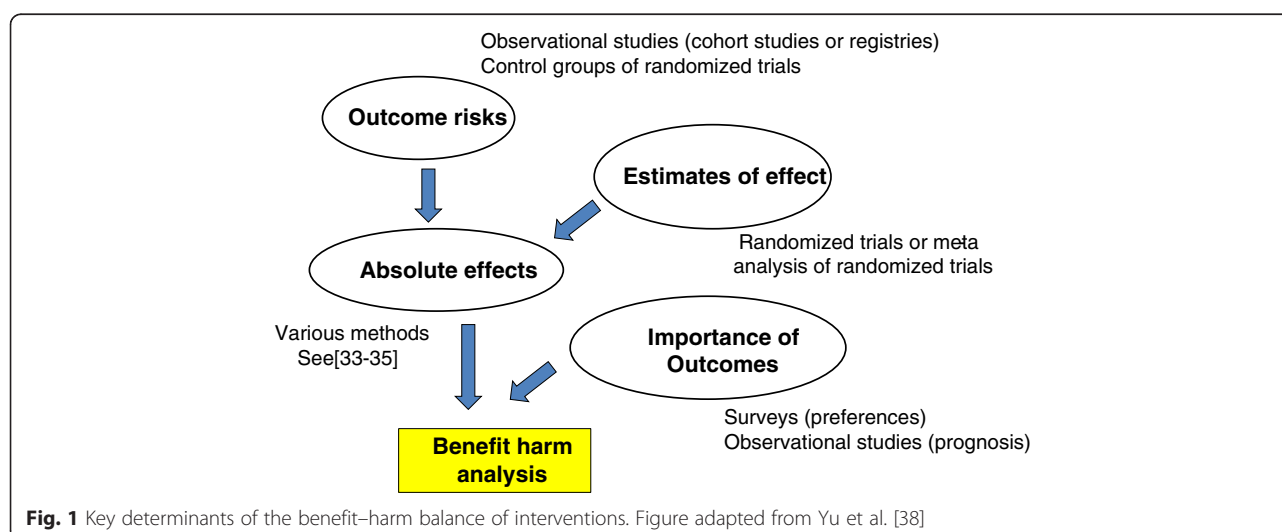 Observational studies (cohort studies or registries)
Control groups of randomized trials
Outcome risks
Estimates of effect
Randomized trials or meta
analysis of randomized trials
Absolute effects
Various methods
See[33-35]
Importance of
Outcomes
Surveys (preferences)
Observational studies (prognosis)
Benefit harm
analysis
Fig. 1 Key determinants of the benefit–harm balance of interventions. Figure adapted from Yu et al. [38]